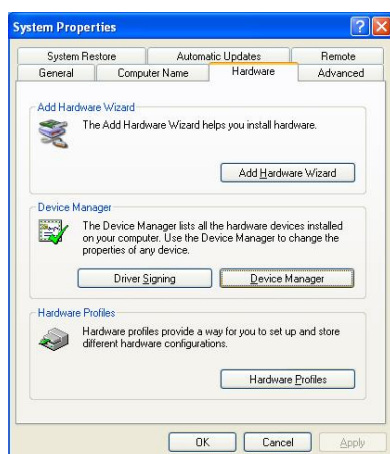 System Properties
System Restore Automatic Updates Remote
General Computer Name Hardware Advanced
Add Hardware Wizard
The Add Hardware Wizard helps you install hardware.
Add Hardware Wizard
Device Manager
The Device Manager lists all the hardware devices installed
on your computer. Use the Device Manager to change the
properties of any device.
Driver Signing Device Manager
Hardware Profiles
Hardware profiles provide a way for you to set up and store
different hardware configurations.
Hardware Profiles
OK Cancel Apply